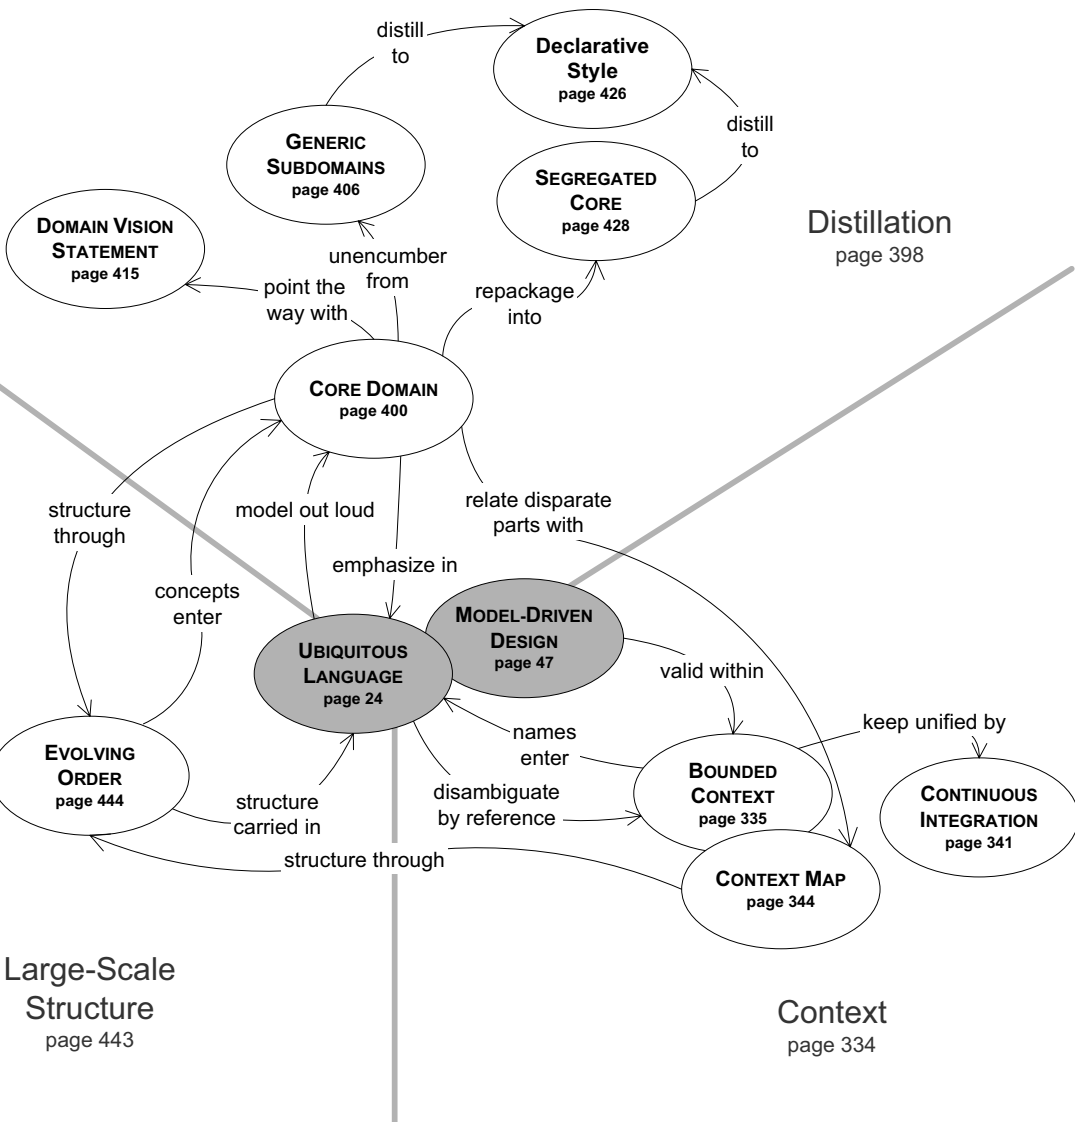 distill
to
Declarative
Style
page 426
distill
to
GENERIC
SUBDOMAINS
page 406
SEGREGATED
CORE
page 428
DOMAIN VISION
STATEMENT
page 415
Distillation
page 398
unencumber
from
point the
way with
repackage
into
CORE DOMAIN
page 400
structure
through
model out loud
relate disparate
parts with
concepts
enter
emphasize in
MODEL-DRIVEN
DESIGN
page 47
UBIQUITOUS
LANGUAGE
page 24
valid within
names
enter
keep unified by
EVOLVING
ORDER
page 444
BOUNDED
CONTEXT
page 335
CONTINUOUS
INTEGRATION
page 341
structure
carried in
disambiguate
by reference
structure through
CONTEXT MAP
page 344
Large-Scale
Structure
page 443
Context
page 334